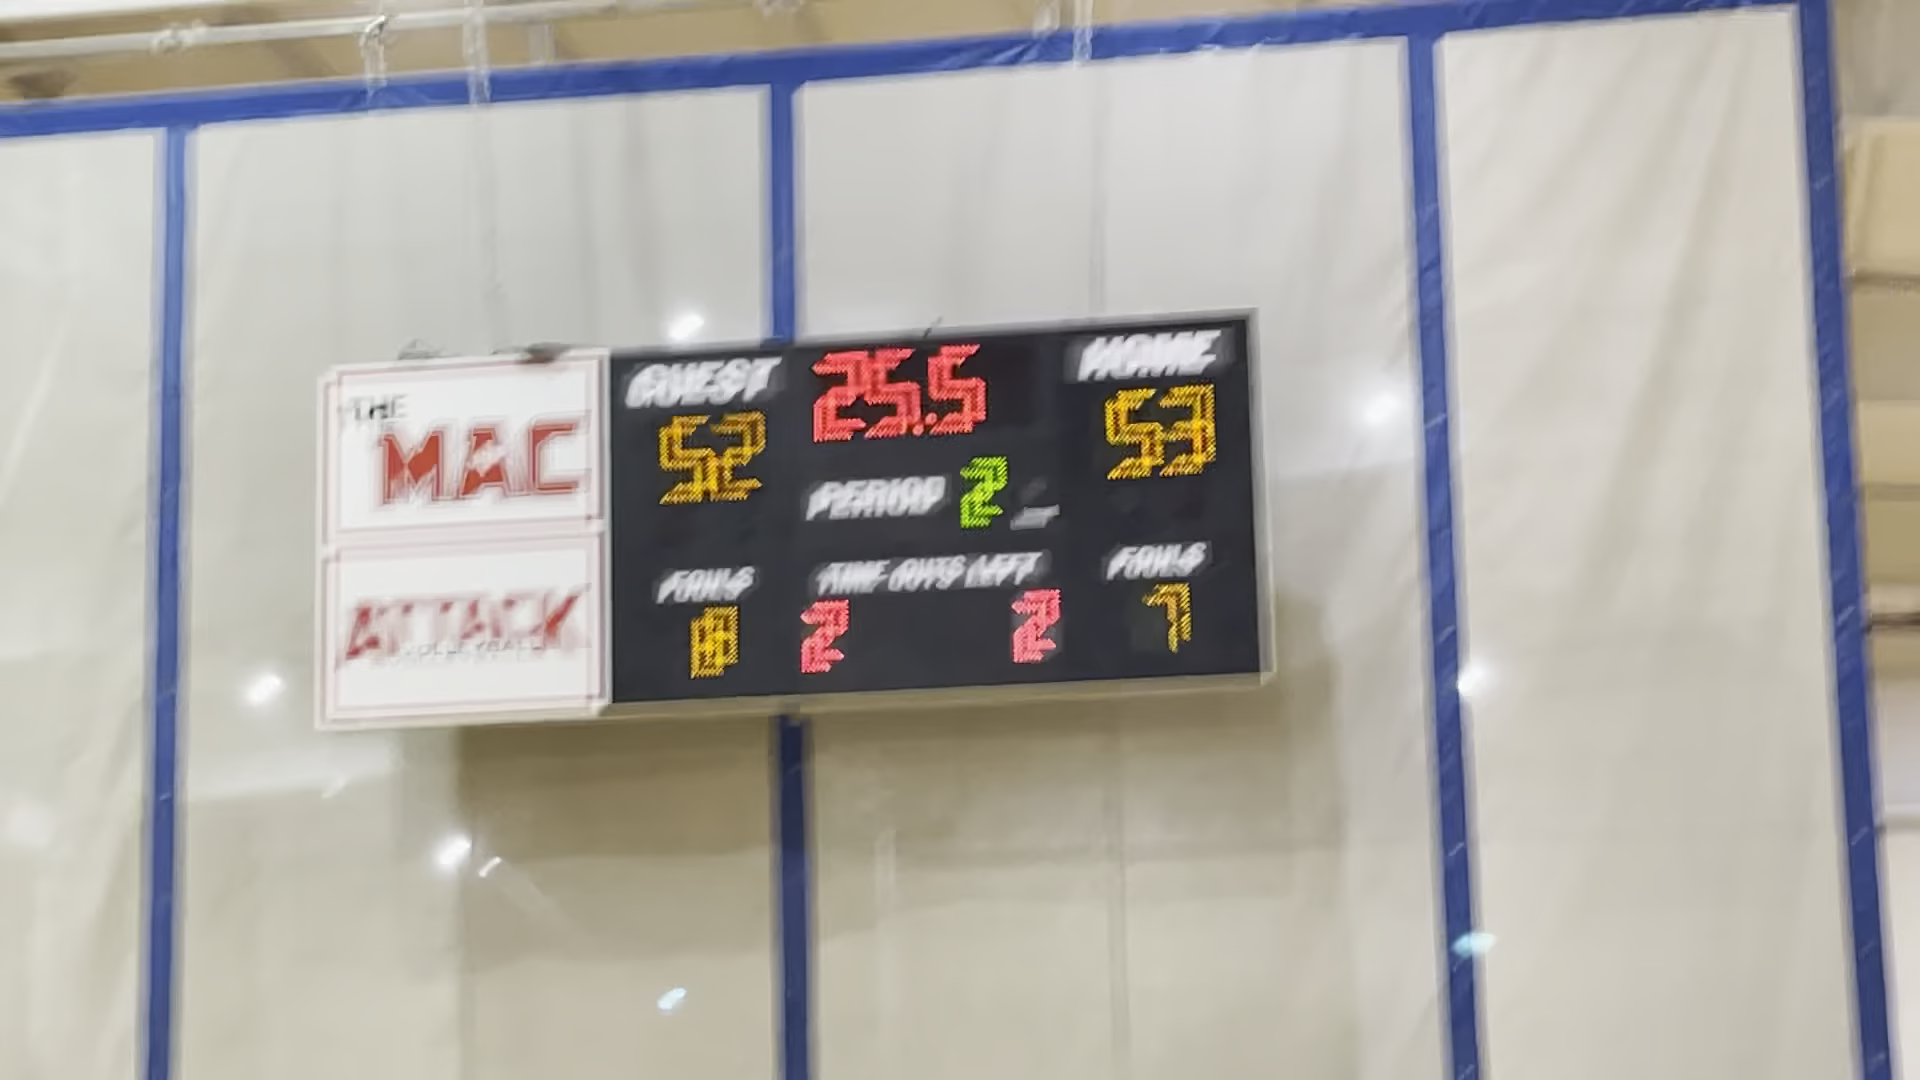 THE
MAC
ATTACK
VOLLEYBALL
GUEST
25.5
HOME
52
53
PERIOD 2
FOULS
TIME OUTS LEFT
FOULS
2
2
7